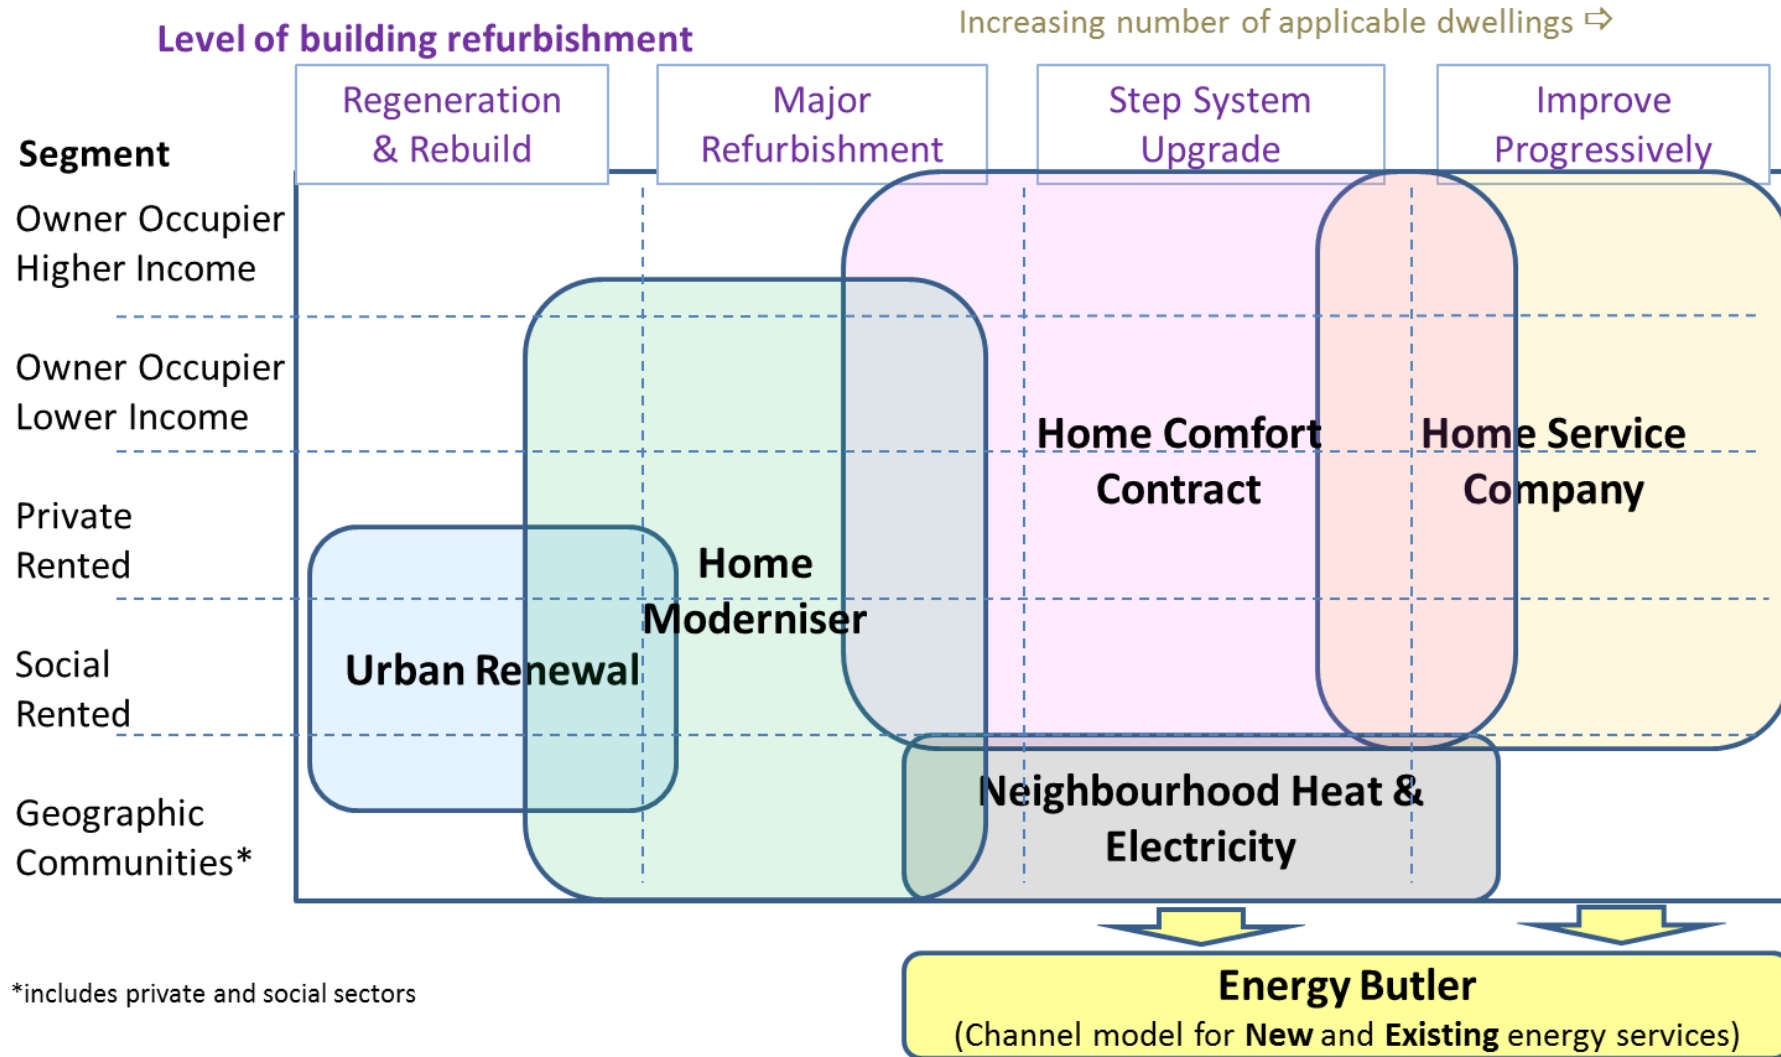 Increasing number of applicable dwellings ⇨
Level of building refurbishment
Regeneration
& Rebuild
Major
Refurbishment
Step System
Upgrade
Improve
Progressively
Segment
Owner Occupier
Higher Income
Owner Occupier
Lower Income
Private
Rented
Social
Rented
Geographic
Communities*
Home Comfort
Contract
Home Service
Company
Home
Moderniser
Urban Renewal
Neighbourhood Heat &
Electricity
*includes private and social sectors
Energy Butler
(Channel model for New and Existing energy services)